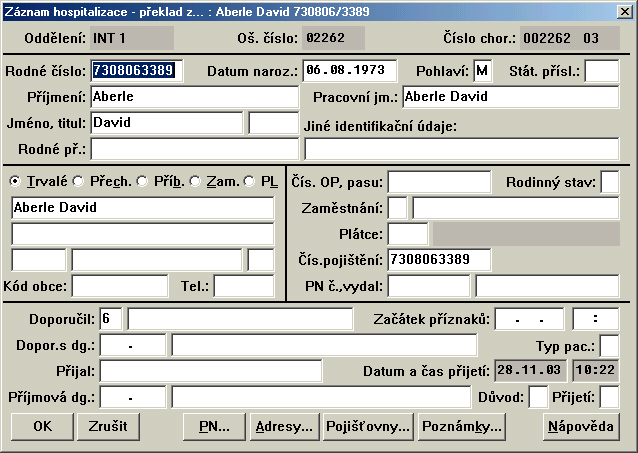 Záznam hospitalizace - překlad z... : Aberle David 730806/3389
Oddělení: INT 1 Oš. číslo: 02262 Číslo chor.: 002262 03
Rodné číslo: 7308063389 Datum naroz.: 06.08.1973 Pohlaví: M Stát. přísl.:
Příjmení: Aberle Pracovní jm.: Aberle David
Jméno, titul: David Jiné identifikační údaje:
Rodné př.:
Trvalé Přech. Příb. Zam. PL Čís. OP, pasu: Rodinný stav:
Aberle David Zaměstnání:
Plátce:
Čís.pojištění: 7308063389
Kód obce: Tel.: PN č.,vydal:
Doporučil: 6 Začátek příznaků: - - :
Dopor.s dg.: - Typ pac.:
Přijal: Datum a čas přijetí: 28.11.03 10:22
Příjmová dg.: - Důvod: Přijetí:
OK Zrušit PN... Adresy... Pojišťovny... Poznámky... Nápověda